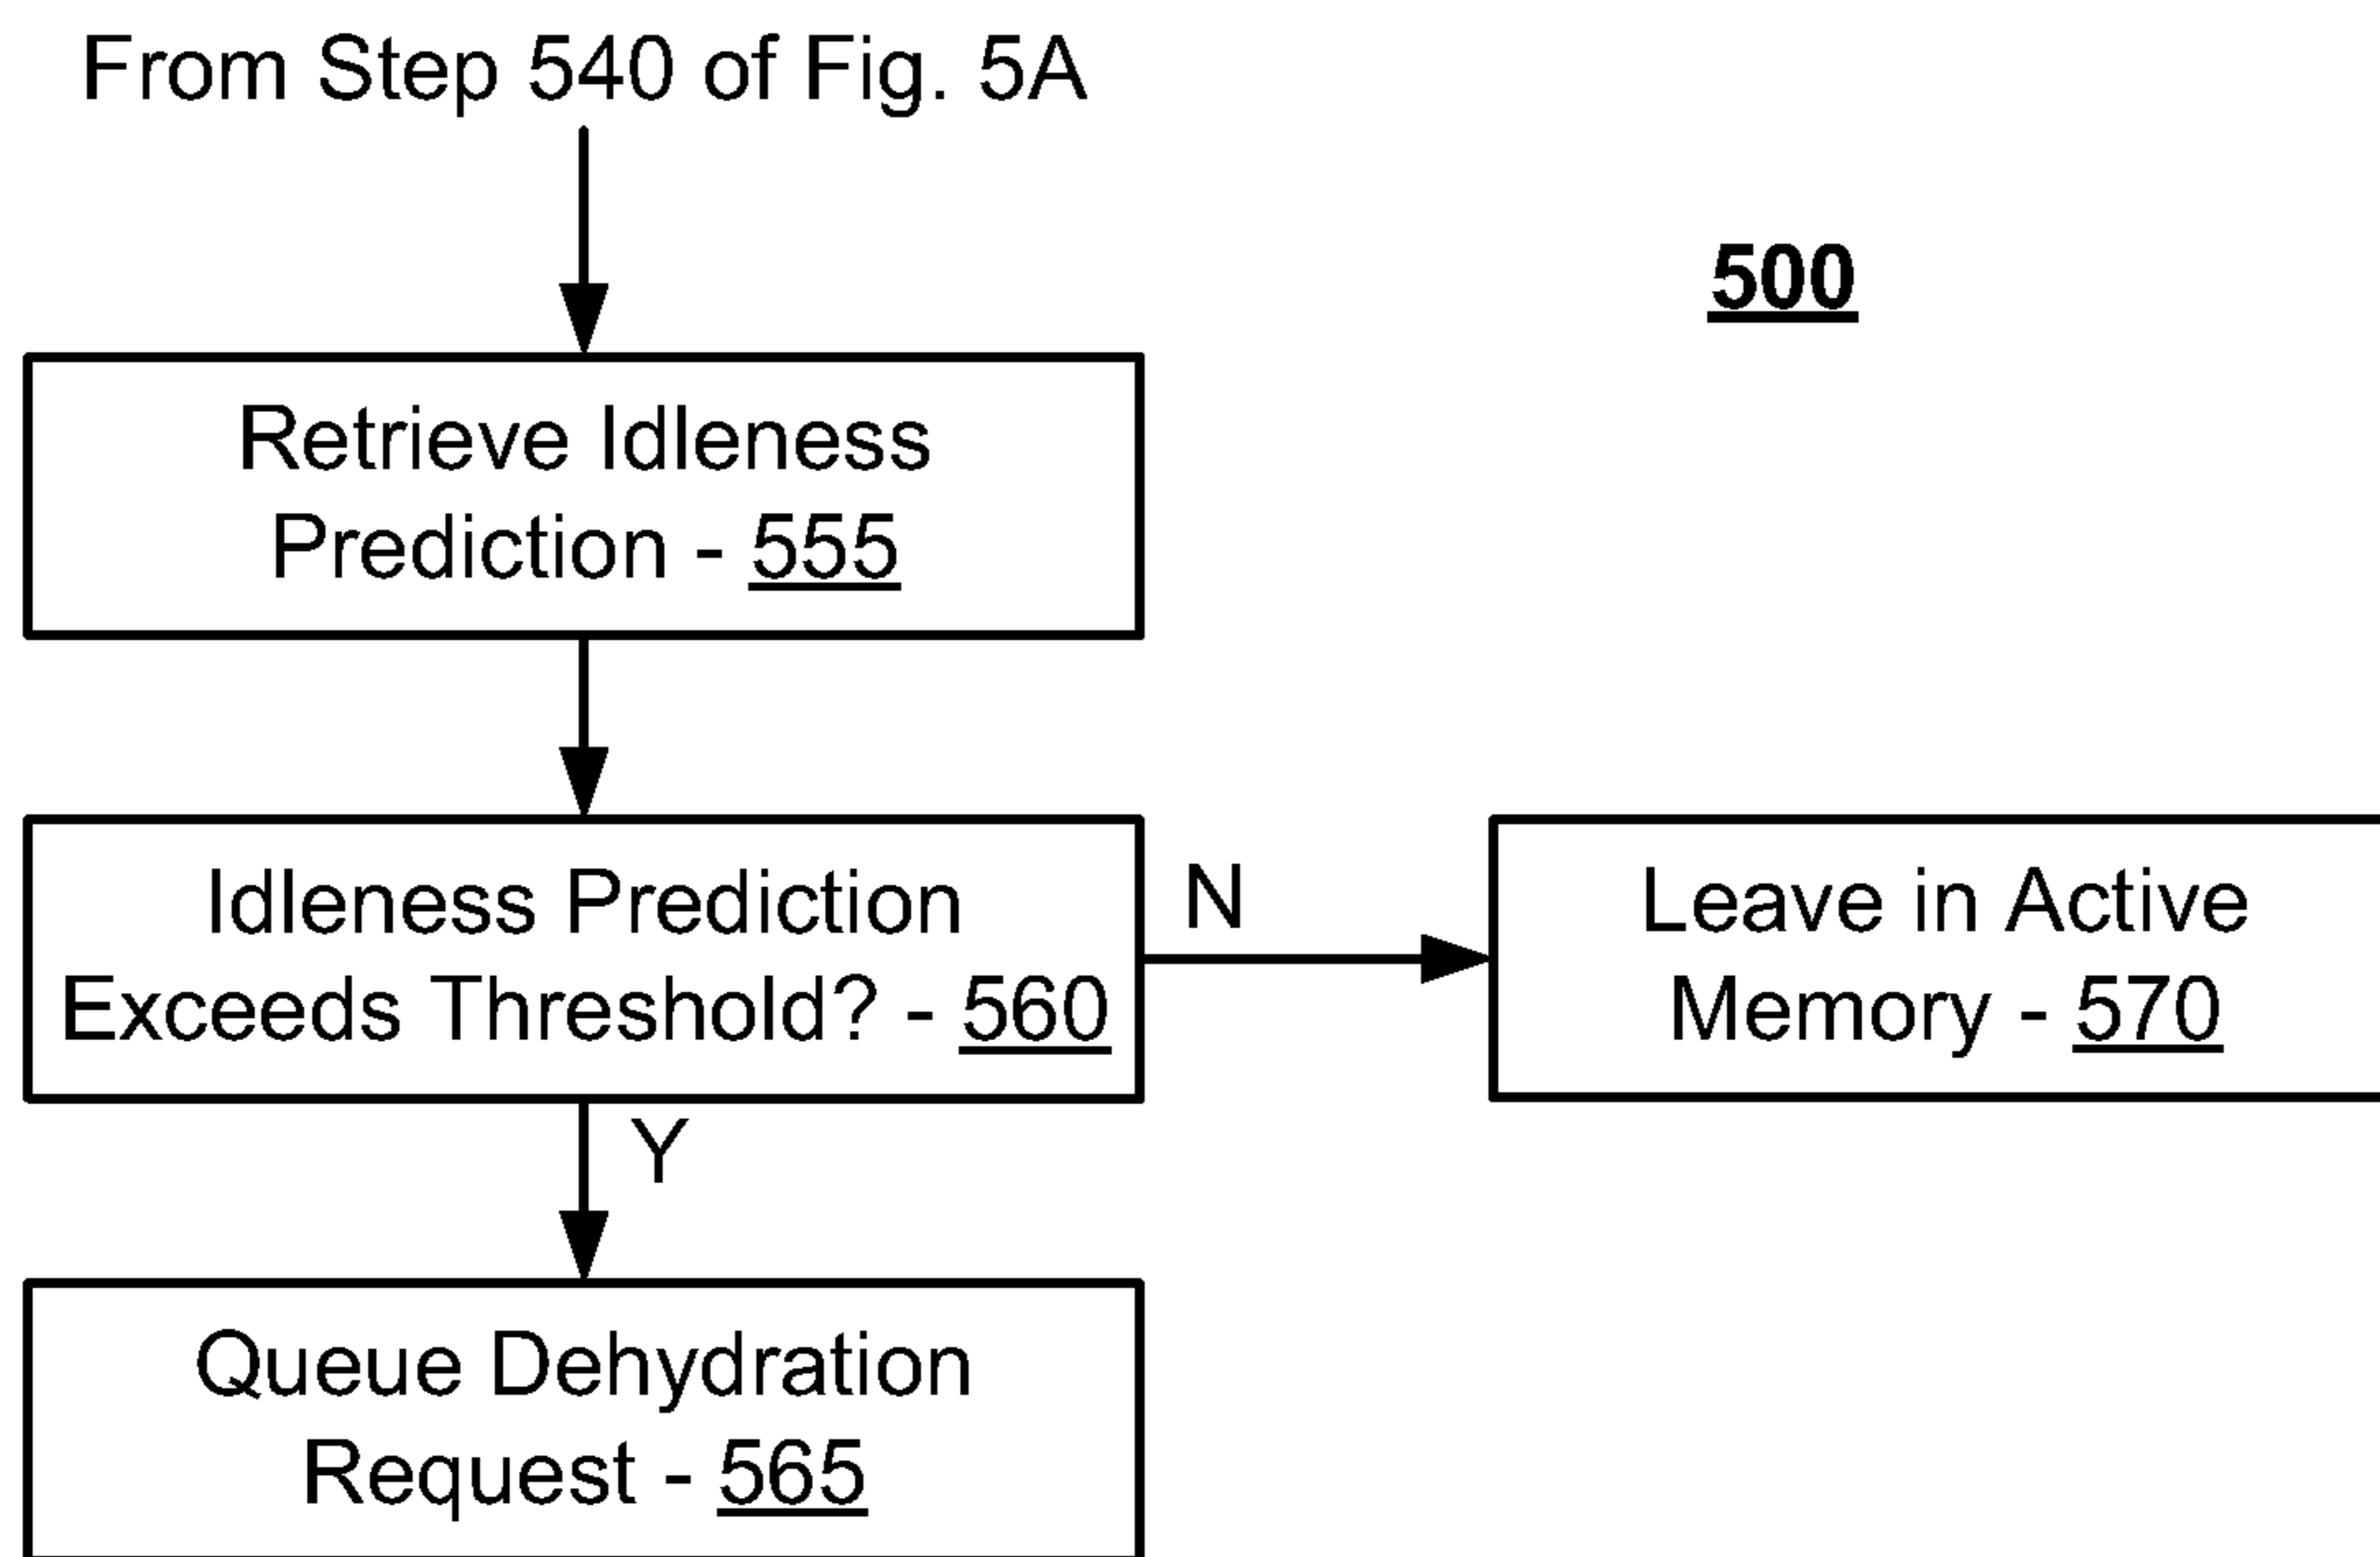 From Step 540 of Fig. 5A
500
Retrieve Idleness
Prediction - 555
Idleness Prediction
Exceeds Threshold? - 560
N
Leave in Active
Memory - 570
Y
Queue Dehydration
Request - 565